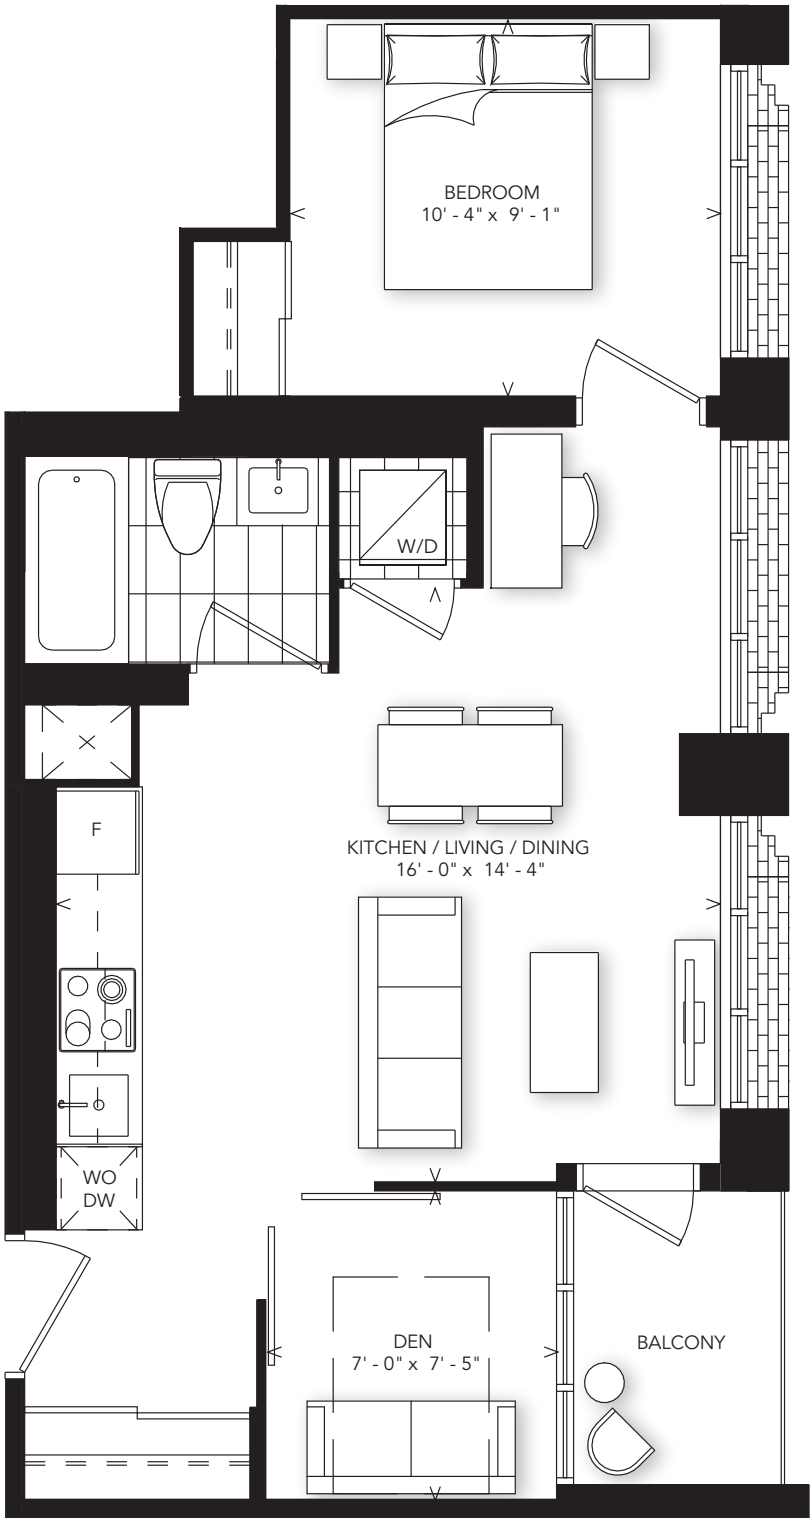 BEDROOM
10' - 4" x 9' - 1"
W/D
F
KITCHEN / LIVING / DINING
16' - 0" x 14' - 4"
WO
DW
DEN
7' - 0" x 7' - 5"
BALCONY